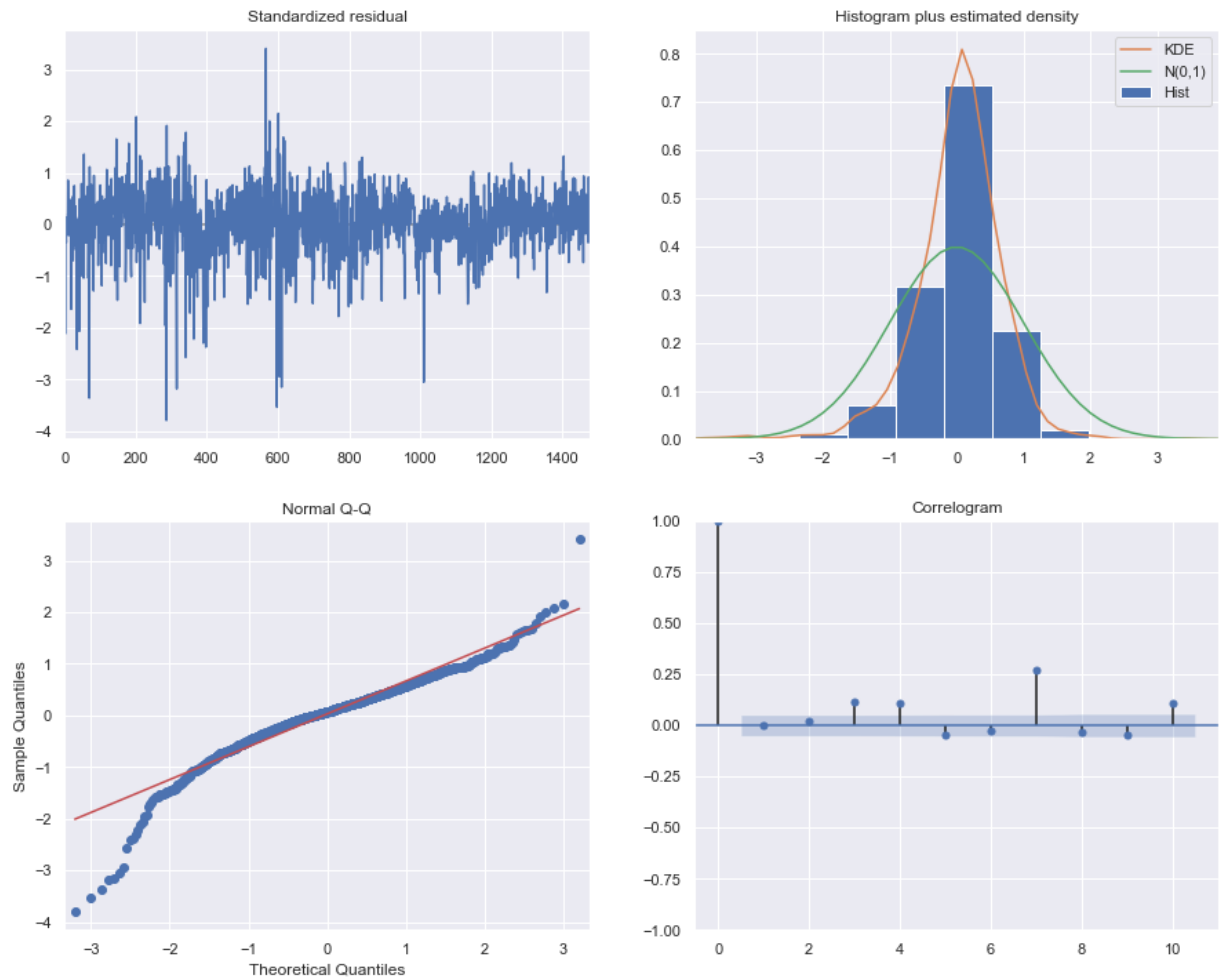 Standardized residual
3
2
1
0
−1
−2
−3
−4
0 200 400 600 800 1000 1200 1400
Histogram plus estimated density
KDE
N(0,1)
Hist
0.8
0.7
0.6
0.5
0.4
0.3
0.2
0.1
0.0
−3 −2 −1 0 1 2 3
Normal Q-Q
Sample Quantiles
3
2
1
0
−1
−2
−3
−4
−3 −2 −1 0 1 2 3
Theoretical Quantiles
Correlogram
1.00
0.75
0.50
0.25
0.00
−0.25
−0.50
−0.75
−1.00
0 2 4 6 8 10